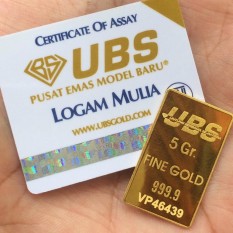 CERTIFICATE OF ASSAY
UBS
PUSAT EMAS MODEL BARU®
LOGAM MULIA
WWW.UBSGOLD.COM
UBS
5 Gr.
FINE GOLD
999.9
VP46439